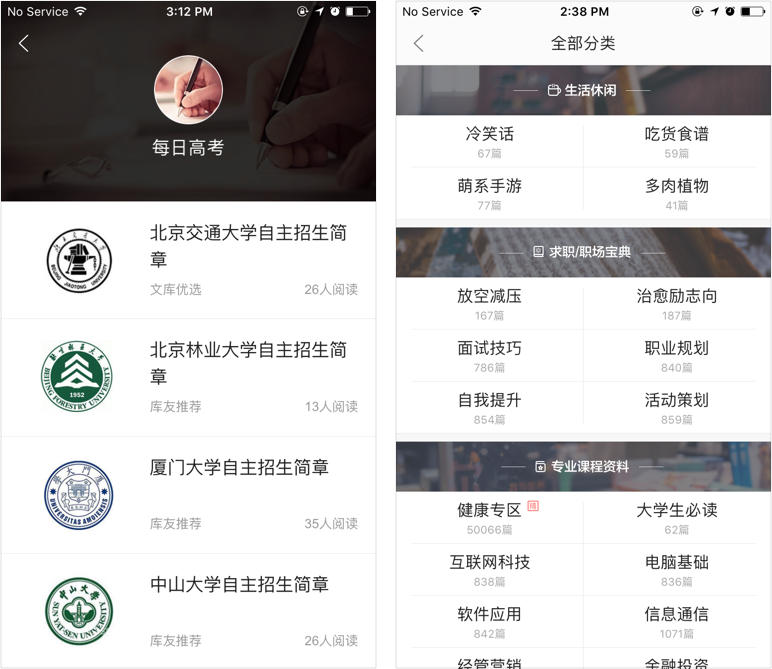 No Service
3:12 PM
每日高考
北京交通大学自主招生简
章
文库优选
26人阅读
BEIJING JIAOTONG UNIVERSITY
北京林业大学自主招生简
章
库友推荐
13人阅读
BEIJING FORESTRY UNIVERSITY
1952
厦门大学自主招生简章
库友推荐
35人阅读
UNIVERSITAS AMOIENSIS
中山大学自主招生简章
库友推荐
26人阅读
中山大学
SUN YAT-SEN UNIVERSITY
No Service
2:38 PM
全部分类
生活休闲
冷笑话
67篇
吃货食谱
59篇
萌系手游
77篇
多肉植物
41篇
求职/职场宝典
放空减压
167篇
治愈励志向
187篇
面试技巧
786篇
职业规划
840篇
自我提升
854篇
活动策划
859篇
专业课程资料
健康专区
50066篇
大学生必读
62篇
互联网科技
838篇
电脑基础
836篇
软件应用
842篇
信息通信
1071篇
经管营销
金融投资